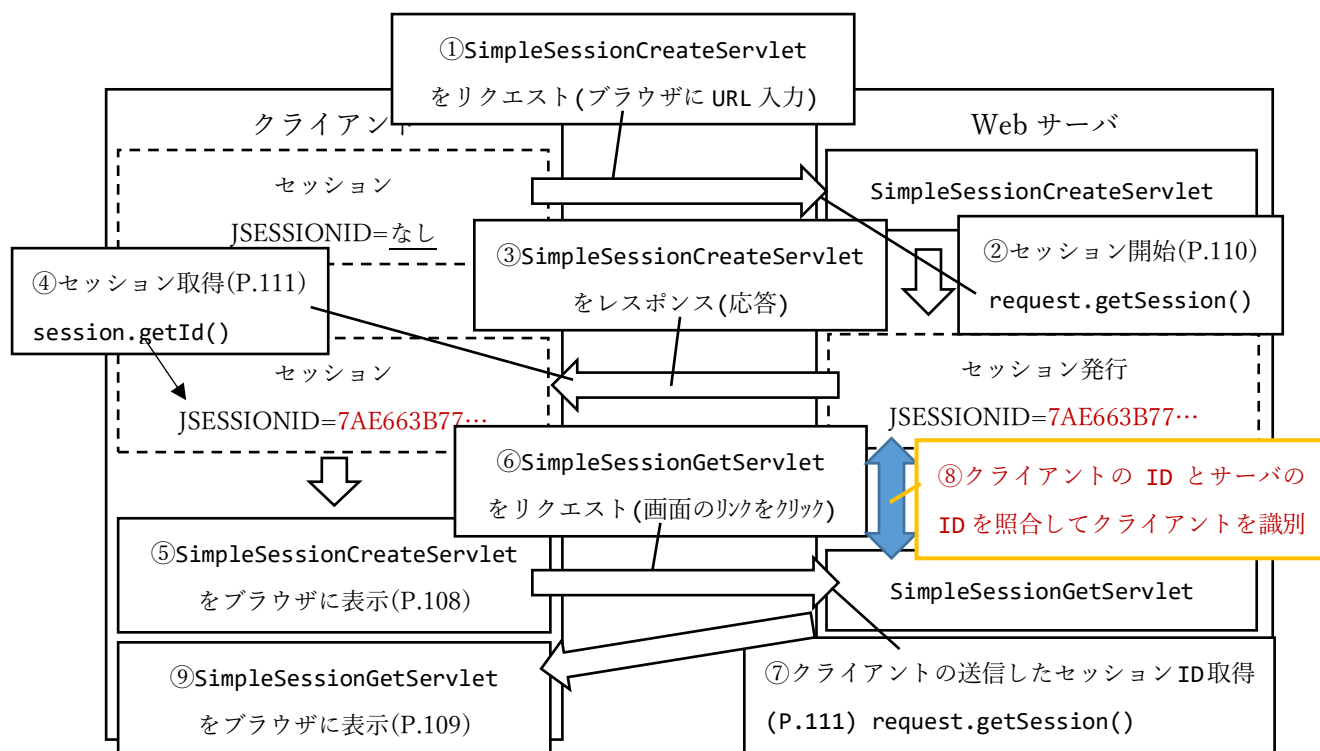 ①SimpleSessionCreateServlet
をリクエスト(ブラウザに URL 入力)
クライアント
Web サーバ
セッション
JSESSIONID=なし
SimpleSessionCreateServlet
②セッション開始(P.110)
request.getSession()
③SimpleSessionCreateServlet
をレスポンス(応答)
④セッション取得(P.111)
session.getId()
セッション
JSESSIONID=7AE663B77…
セッション発行
JSESSIONID=7AE663B77…
⑥SimpleSessionGetServlet
をリクエスト(画面のリンクをクリック)
⑧クライアントの ID とサーバの
ID を照合してクライアントを識別
⑤SimpleSessionCreateServlet
をブラウザに表示(P.108)
SimpleSessionGetServlet
⑦クライアントの送信したセッション ID 取得
(P.111) request.getSession()
⑨SimpleSessionGetServlet
をブラウザに表示(P.109)